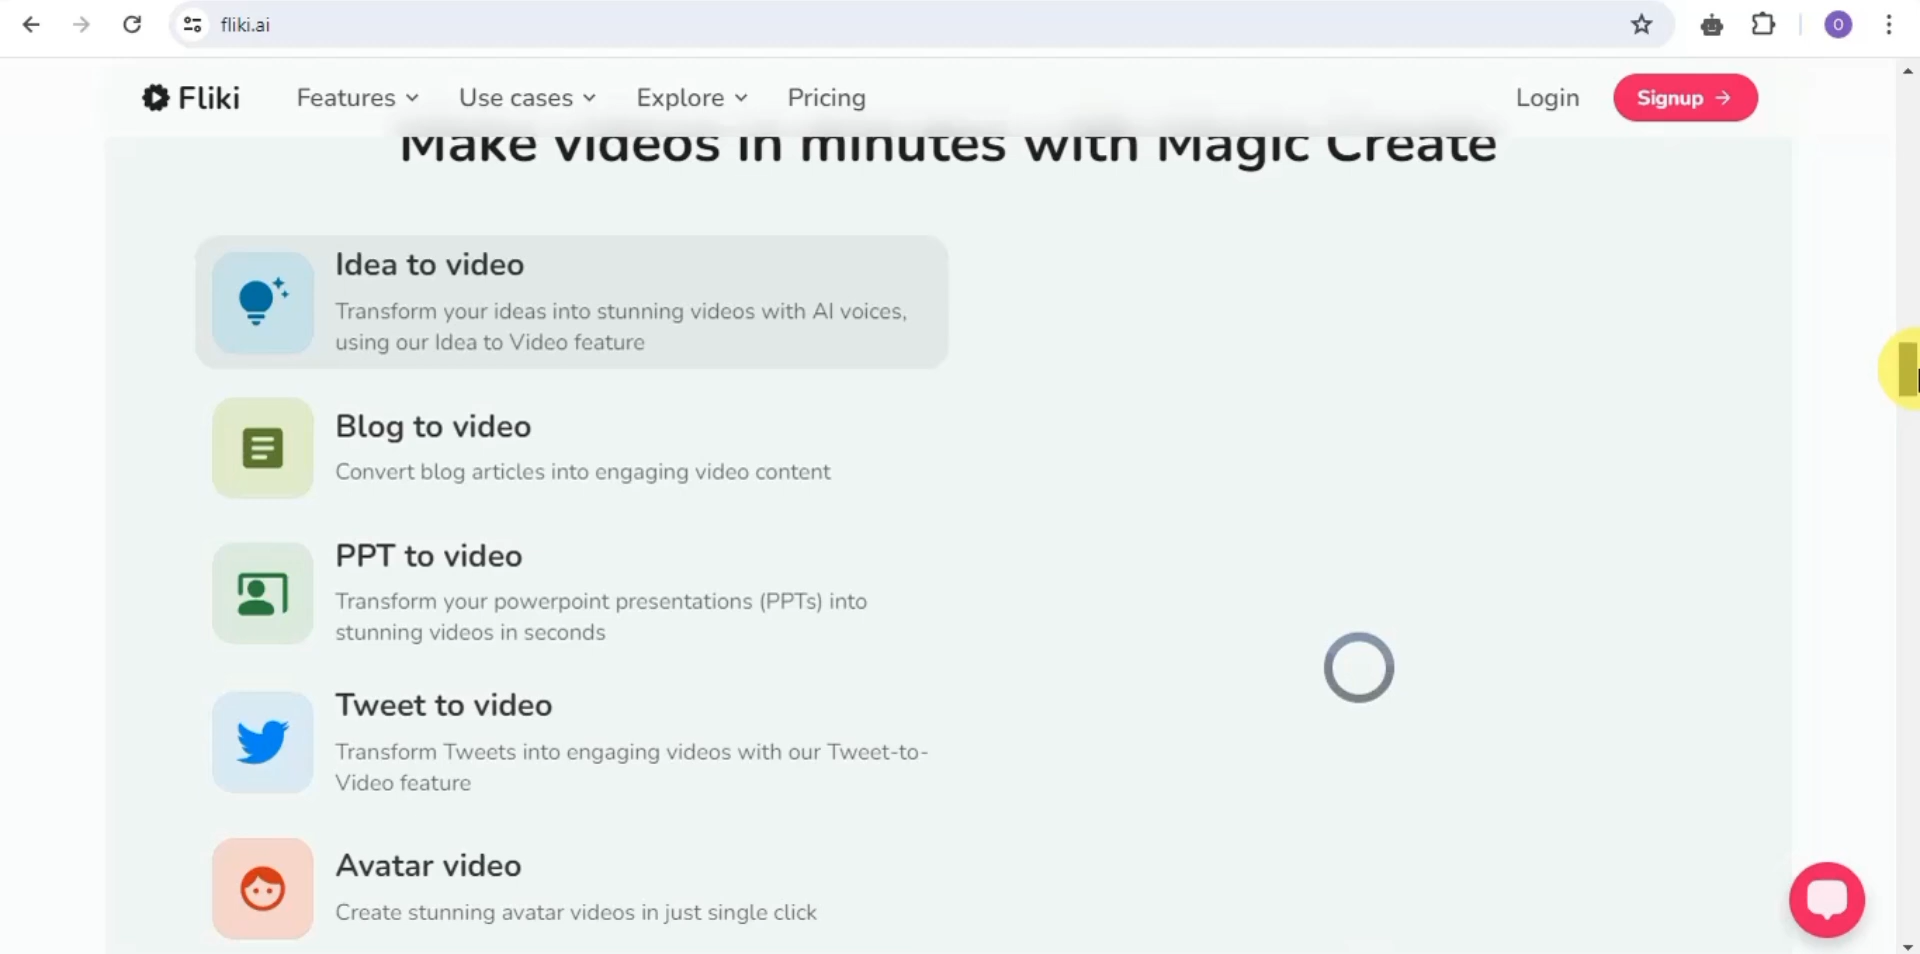 fliki.ai
O
Fliki
Features
Use cases
Explore
Pricing
Login
Signup →
Make videos in minutes with Magic Create
Idea to video
Transform your ideas into stunning videos with AI voices,
using our Idea to Video feature
Blog to video
Convert blog articles into engaging video content
PPT to video
Transform your powerpoint presentations (PPTs) into
stunning videos in seconds
Tweet to video
Transform Tweets into engaging videos with our Tweet-to-
Video feature
Avatar video
Create stunning avatar videos in just single click